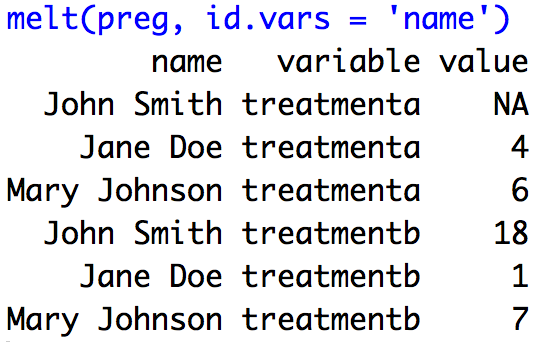 melt(preg, id.vars = 'name')
name variable value
John Smith treatmenta NA
Jane Doe treatmenta 4
Mary Johnson treatmenta 6
John Smith treatmentb 18
Jane Doe treatmentb 1
Mary Johnson treatmentb 7